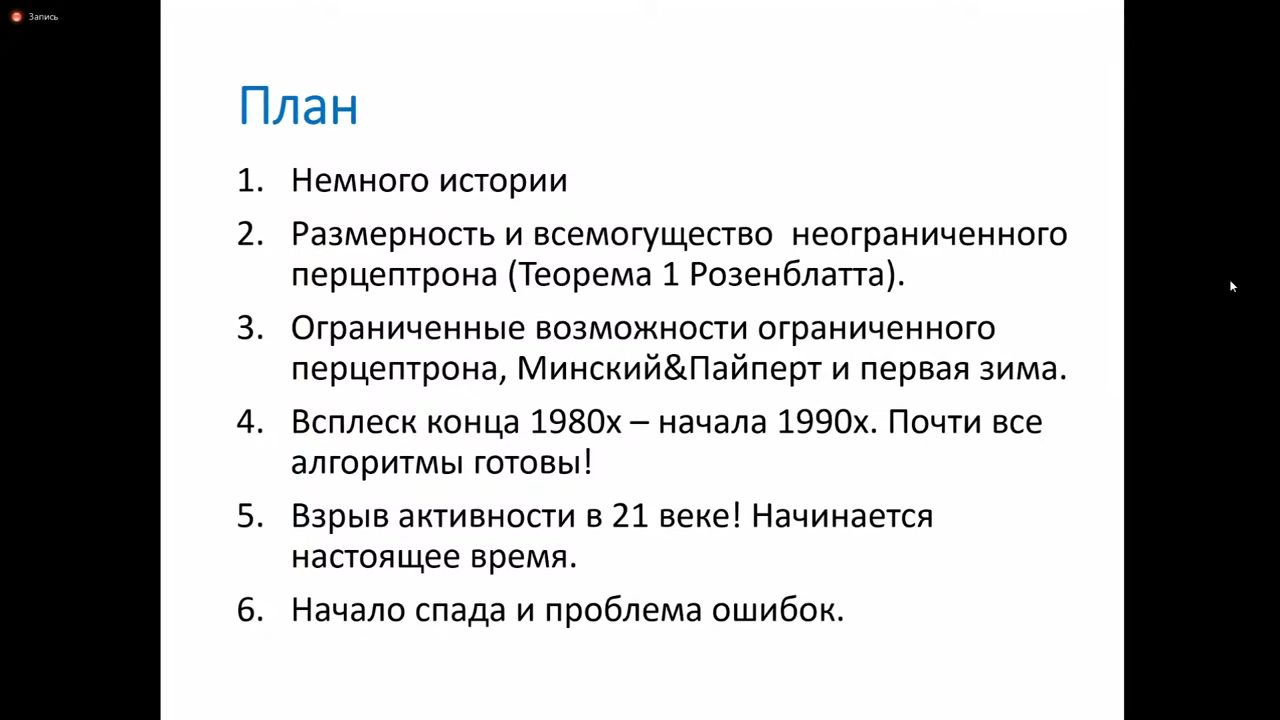 Запись
План
1. Немного истории
2. Размерность и всемогущество  неограниченного
перцептрона (Теорема 1 Розенблатта).
3. Ограниченные возможности ограниченного
перцептрона, Минский&Пайперт и первая зима.
4. Всплеск конца 1980х – начала 1990х. Почти все
алгоритмы готовы!
5. Взрыв активности в 21 веке! Начинается
настоящее время.
6. Начало спада и проблема ошибок.